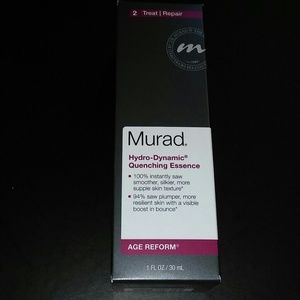 2 Treat | Repair
m
Murad.
Hydro-Dynamic®
Quenching Essence
• 100% instantly saw
smoother, silkier, more
supple skin texture*
• 94% saw plumper, more
resilient skin with a visible
boost in bounce*
AGE REFORM®
1 FL OZ / 30 mL